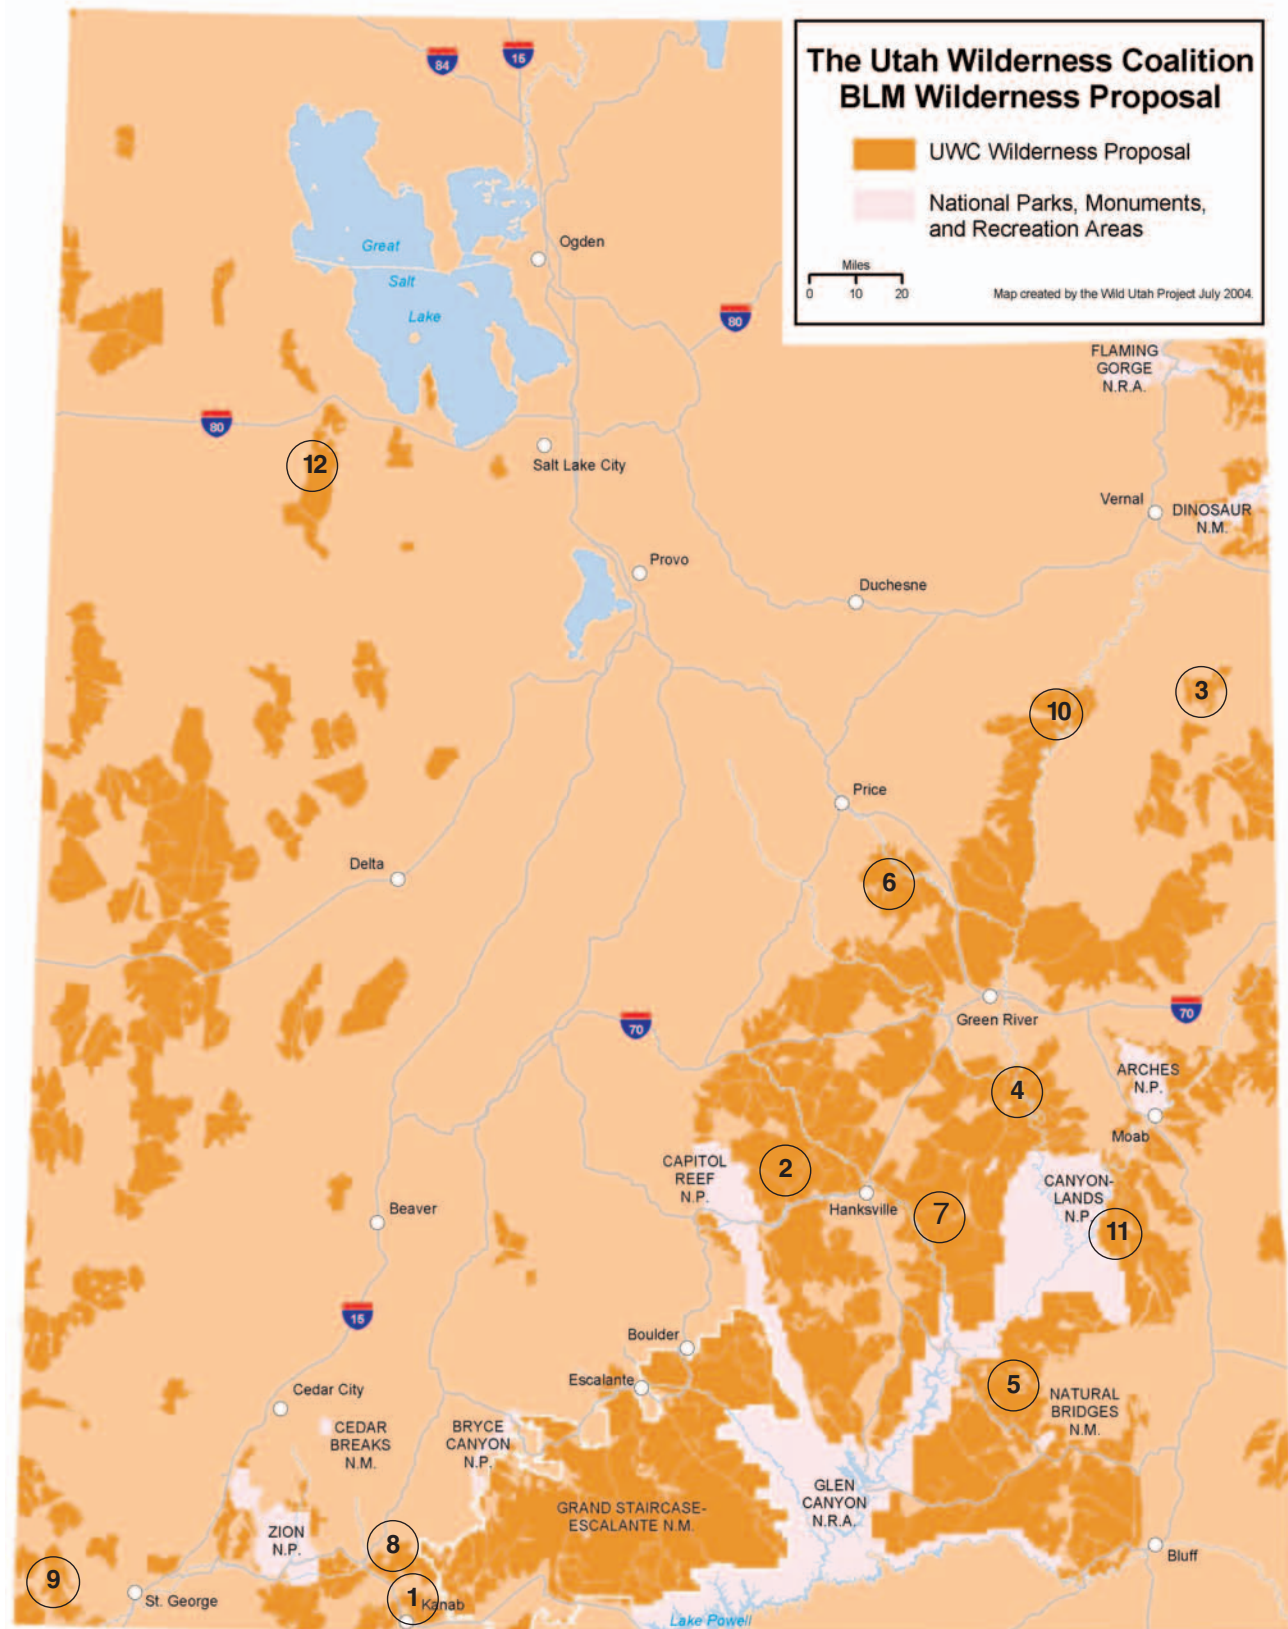 The Utah Wilderness Coalition
BLM Wilderness Proposal
UWC Wilderness Proposal
National Parks, Monuments,
and Recreation Areas
Miles
0 10 20
Map created by the Wild Utah Project July 2004.
84
15
Great
Salt
Lake
Ogden
80
FLAMING
GORGE
N.R.A.
80
12
Salt Lake City
Vernal
DINOSAUR
N.M.
Provo
Duchesne
3
10
Price
Delta
6
Green River
70
70
ARCHES
N.P.
4
Moab
CAPITOL
REEF
N.P.
2
Hanksville
7
CANYON-
LANDS
N.P.
11
Beaver
15
Boulder
Escalante
5
NATURAL
BRIDGES
N.M.
Cedar City
CEDAR
BREAKS
N.M.
BRYCE
CANYON
N.P.
GRAND STAIRCASE-
ESCALANTE N.M.
GLEN
CANYON
N.R.A.
ZION
N.P.
8
Bluff
9
St. George
1
Kanab
Lake Powell